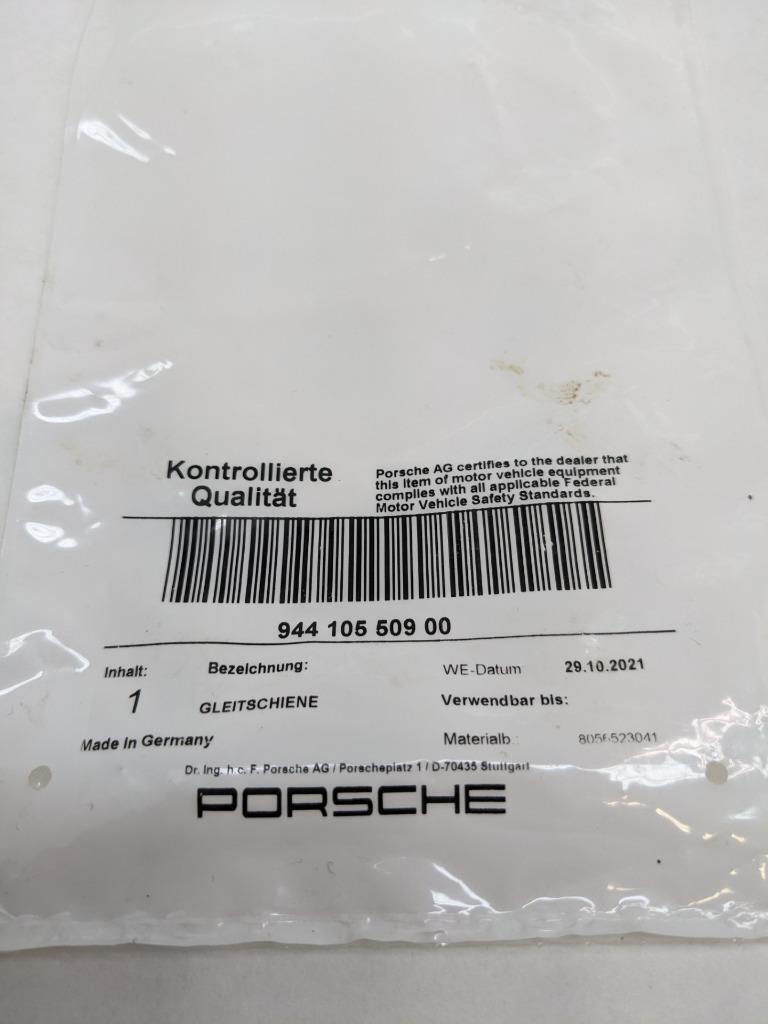 Kontrollierte
Qualität
Porsche AG certifies to the dealer that
this item of motor vehicle equipment
complies with all applicable Federal
Motor Vehicle Safety Standards.
944 105 509 00
Inhalt:
Bezeichnung:
WE-Datum
29.10.2021
1
GLEITSCHIENE
Verwendbar bis:
Made In Germany
Materialb.:
8056523041
Dr. Ing. h.c. F. Porsche AG / Porscheplatz 1 / D-70435 Stuttgart
PORSCHE